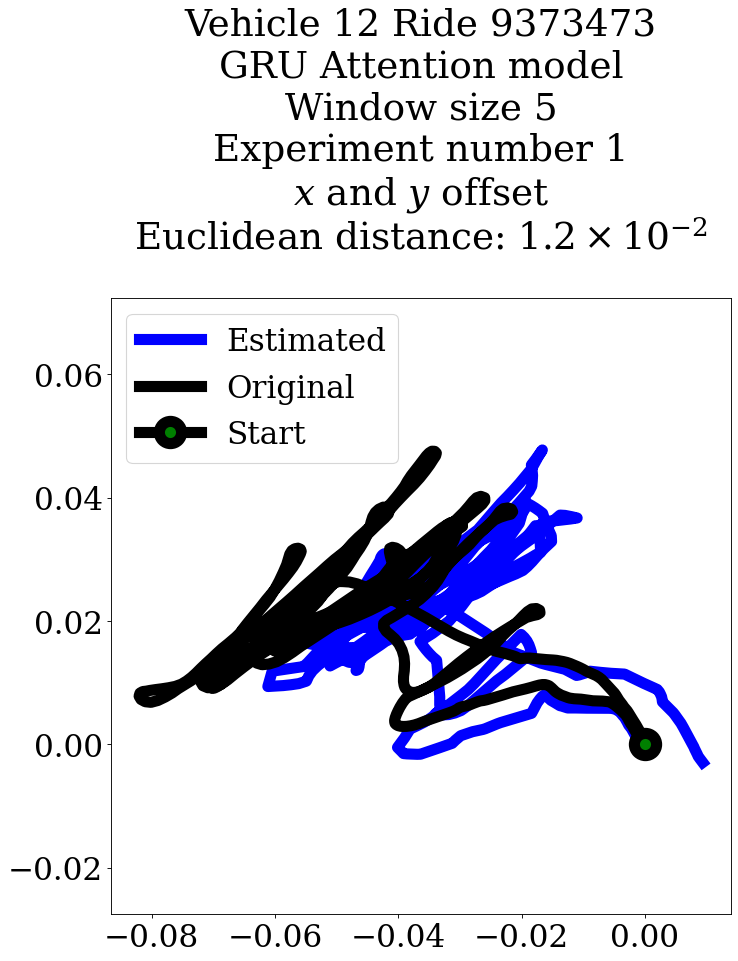 Vehicle 12 Ride 9373473
GRU Attention model
Window size 5
Experiment number 1
x and y offset
Euclidean distance: 1.2 × 10⁻²
Estimated
Original
Start
0.06
0.04
0.02
0.00
−0.02
−0.08 −0.06 −0.04 −0.02 0.00